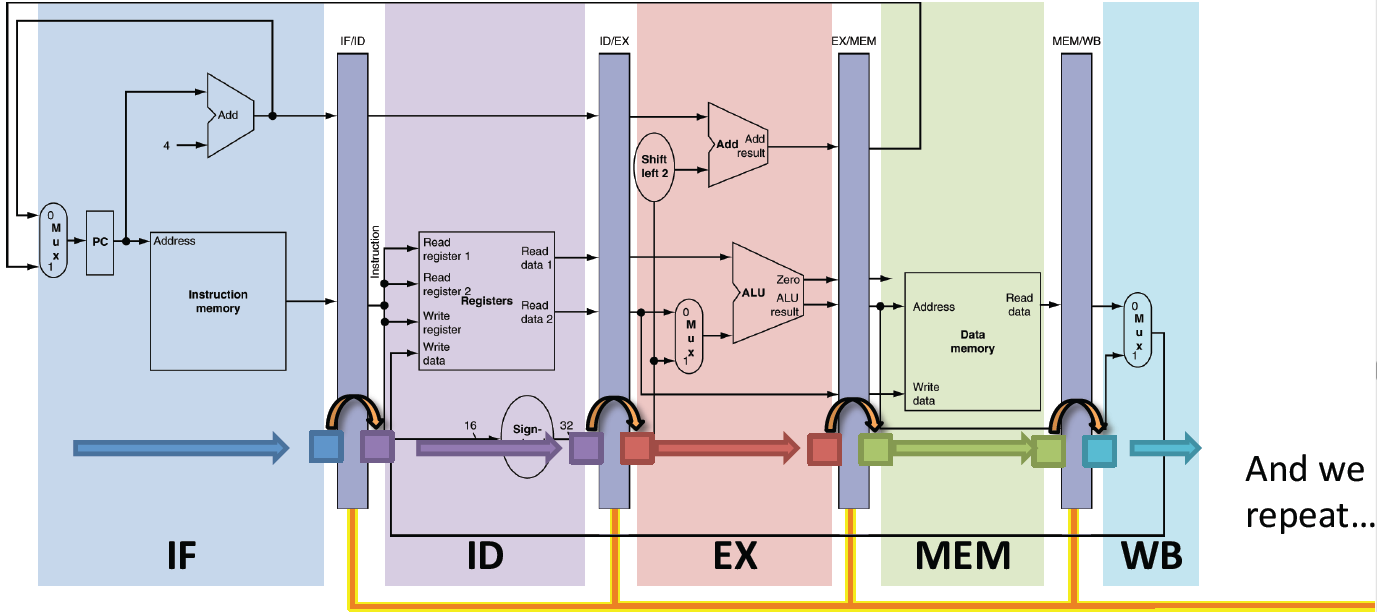 IF/ID
ID/EX
EX/MEM
MEM/WB
Add
4
Add
Add
result
Shift
left 2
0
M
u
x
1
PC
Address
Instruction
memory
Instruction
Read
register 1
Read
register 2
Write
register
Write
data
Registers
Read
data 1
Read
data 2
0
M
u
x
1
Zero
ALU
ALU
result
Address
Read
data
Data
memory
Write
data
0
M
u
x
1
16
Sign-
32
And we
repeat...
IF
ID
EX
MEM
WB